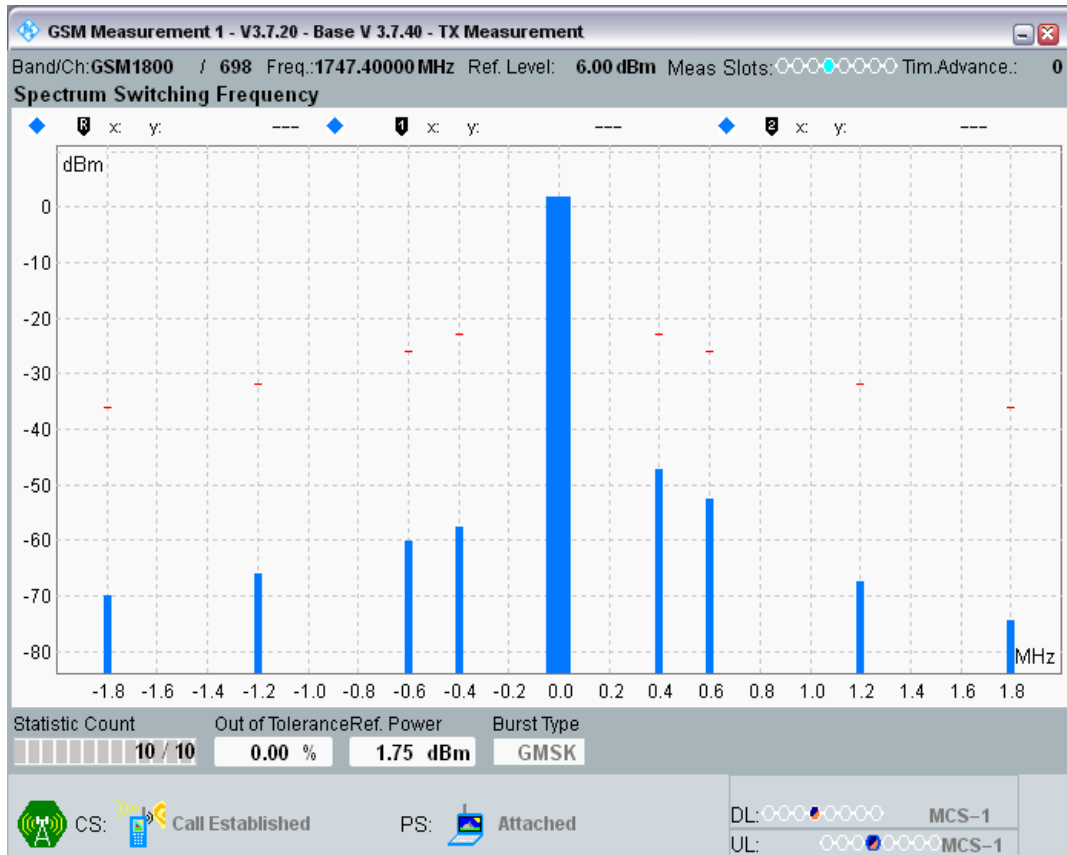 GSM Measurement 1 - V3.7.20 - Base V 3.7.40 - TX Measurement
Band/Ch:GSM1800 / 698 Freq.:1747.40000 MHz Ref. Level: 6.00 dBm Meas Slots: Tim.Advance.: 0
Spectrum Switching Frequency
R x: y: --- 1 x: y: --- 2 x: y: ---
dBm
0
-10
-20
-30
-40
-50
-60
-70
-80
MHz
-1.8 -1.6 -1.4 -1.2 -1.0 -0.8 -0.6 -0.4 -0.2 0.0 0.2 0.4 0.6 0.8 1.0 1.2 1.4 1.6 1.8
Statistic Count Out of Tolerance Ref. Power Burst Type
10 / 10 0.00 % 1.75 dBm GMSK
CS: Call Established PS: Attached
DL: MCS-1
UL: MCS-1